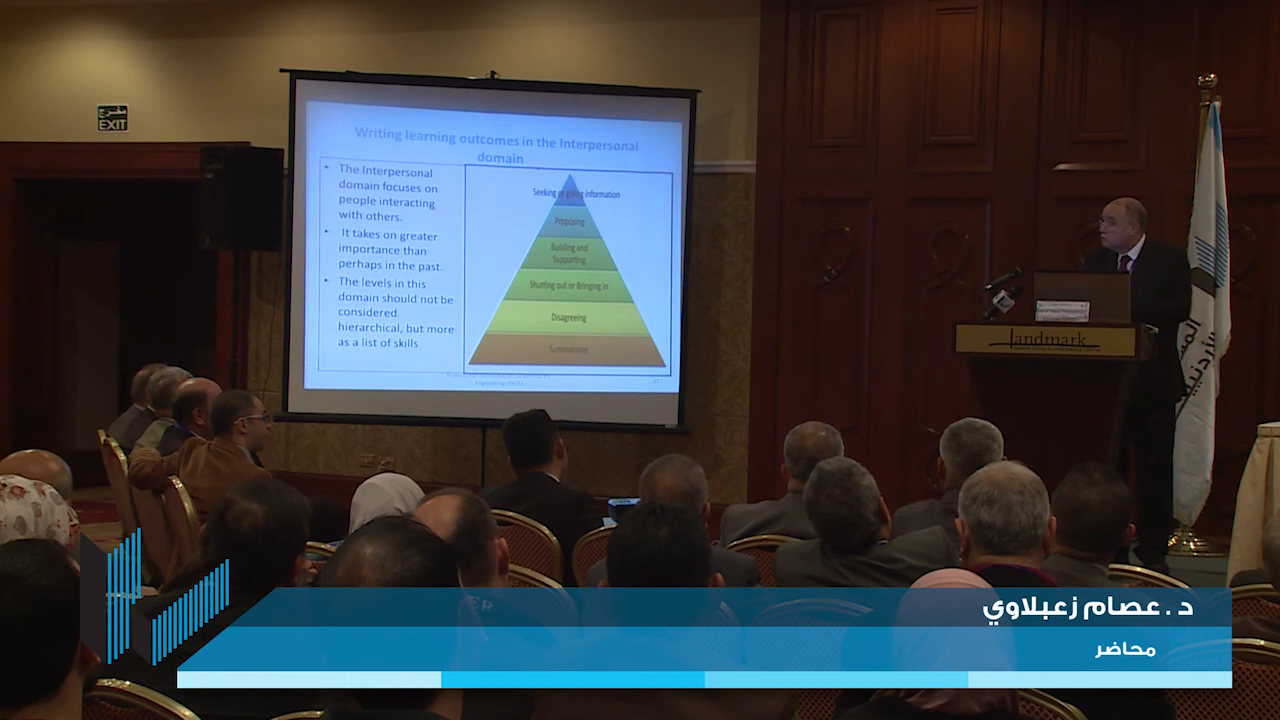 مخرج
EXIT
Writing learning outcomes in the Interpersonal
domain
• The Interpersonal
domain focuses on
people interacting
with others.
• It takes on greater
importance than
perhaps in the past.
• The levels in this
domain should not be
considered
hierarchical, but more
as a list of skills
Seeking or giving information
Proposing
Building and
Supporting
Shutting out or Bringing in
Disagreeing
Summarising
Landmark
د. عصام زعبلاوي
محاضر